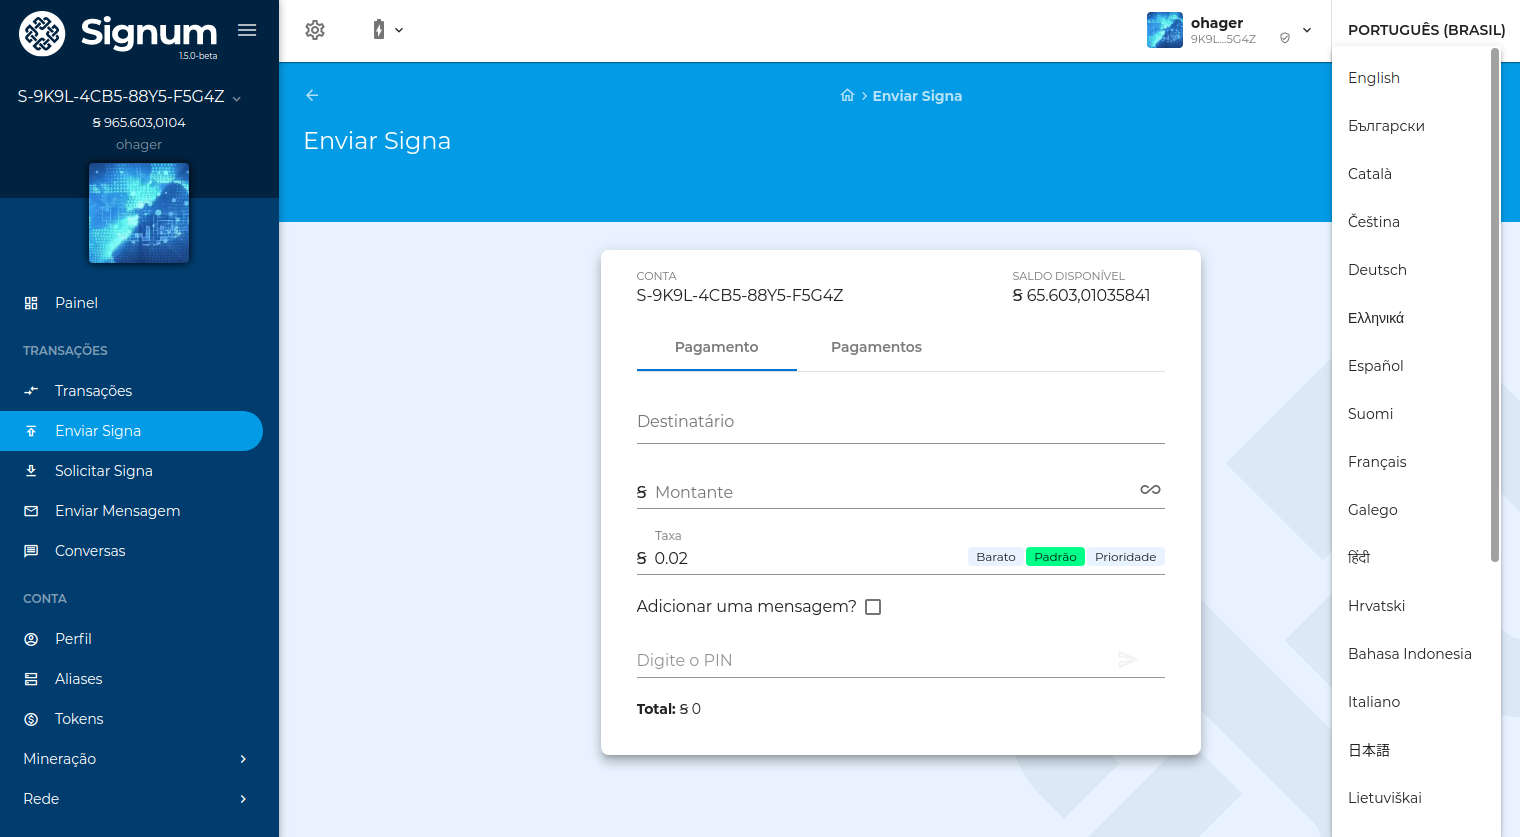 Signum
1.5.0-beta
S-9K9L-4CB5-88Y5-F5G4Z
Ꞩ 965.603,0104
ohager
Painel
TRANSAÇÕES
Transações
Enviar Signa
Solicitar Signa
Enviar Mensagem
Conversas
CONTA
Perfil
Aliases
Tokens
Mineração
Rede
ohager
9K9L...5G4Z
PORTUGUÊS (BRASIL)
Enviar Signa
Enviar Signa
CONTA
SALDO DISPONÍVEL
S-9K9L-4CB5-88Y5-F5G4Z
Ꞩ 65.603,01035841
Pagamento
Pagamentos
Destinatário
Ꞩ Montante
Taxa
Ꞩ 0.02
Barato Padrão Prioridade
Adicionar uma mensagem?
Digite o PIN
Total: Ꞩ 0
English
Български
Català
Čeština
Deutsch
Ελληνικά
Español
Suomi
Français
Galego
हिंदी
Hrvatski
Bahasa Indonesia
Italiano
日本語
Lietuviškai